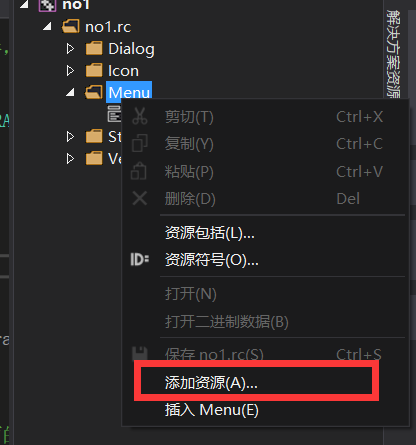 no1
no1.rc
Dialog
Icon
Menu
剪切(T) Ctrl+X
复制(Y) Ctrl+C
粘贴(P) Ctrl+V
删除(D) Del
资源包括(L)...
资源符号(O)...
打开(N)
打开二进制数据(B)
保存 no1.rc(S) Ctrl+S
添加资源(A)...
插入 Menu(E)
St
Ve
解决方案资源